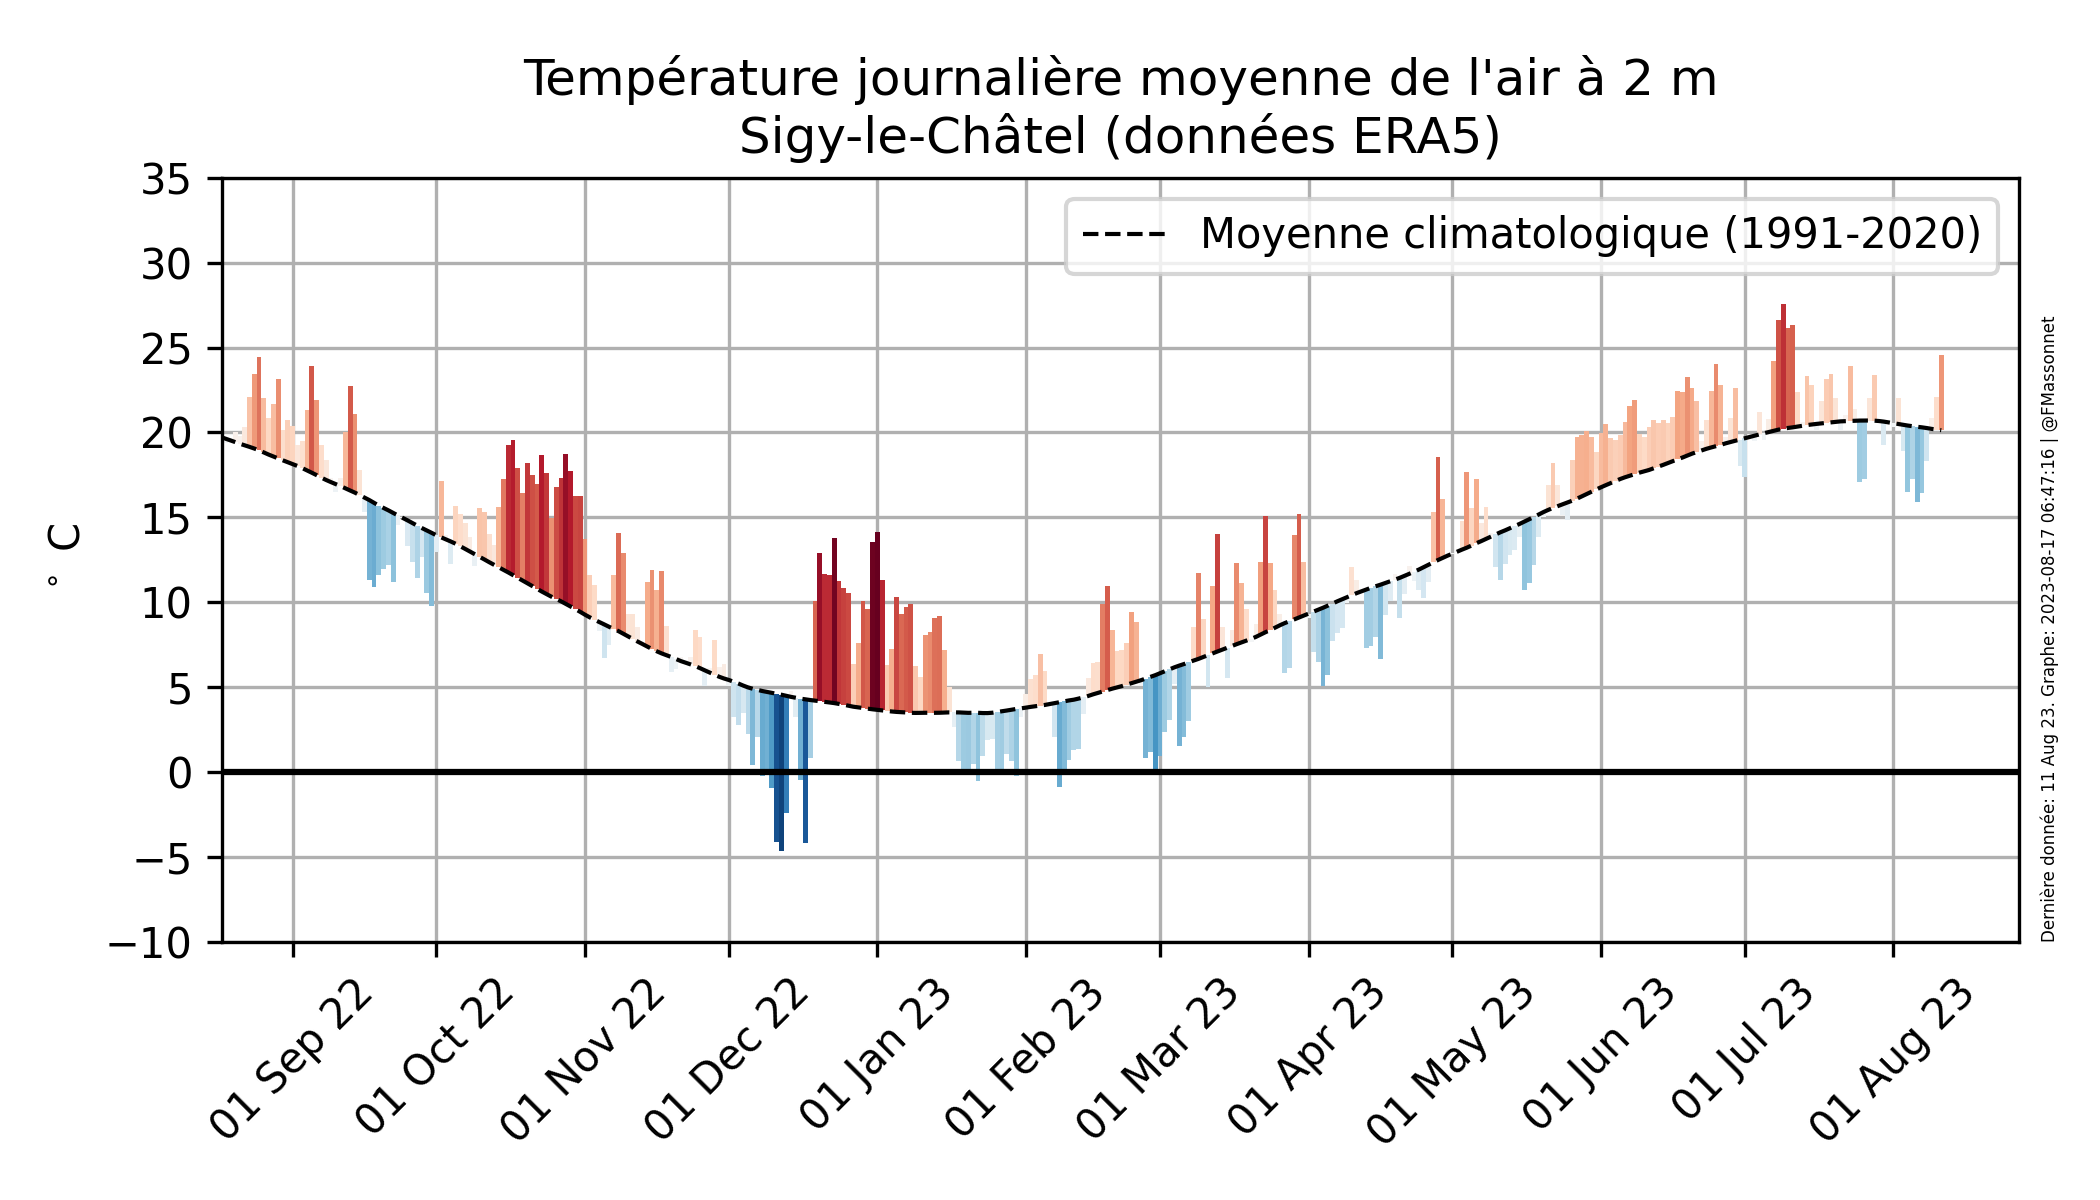 Température journalière moyenne de l'air à 2 m
Sigy-le-Châtel (données ERA5)
Moyenne climatologique (1991-2020)
35
30
25
20
15
10
5
0
−5
−10
° C
01 Sep 22
01 Oct 22
01 Nov 22
01 Dec 22
01 Jan 23
01 Feb 23
01 Mar 23
01 Apr 23
01 May 23
01 Jun 23
01 Jul 23
01 Aug 23
Dernière donnée: 11 Aug 23. Graphe: 2023-08-17 06:47:16 | @FMassonnet